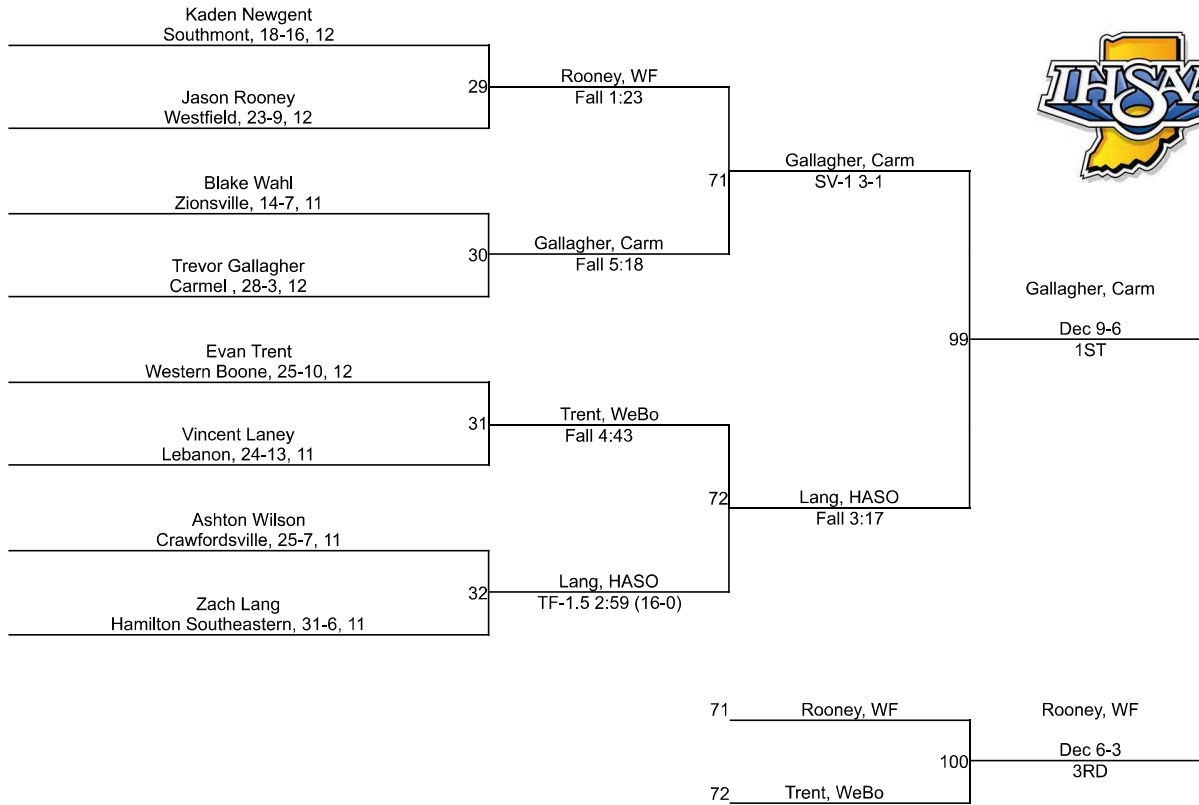 Kaden Newgent
Southmont, 18-16, 12
29
Jason Rooney
Westfield, 23-9, 12
Rooney, WF
Fall 1:23
Blake Wahl
Zionsville, 14-7, 11
30
Trevor Gallagher
Carmel , 28-3, 12
Gallagher, Carm
Fall 5:18
71
Gallagher, Carm
SV-1 3-1
Evan Trent
Western Boone, 25-10, 12
31
Vincent Laney
Lebanon, 24-13, 11
Trent, WeBo
Fall 4:43
Ashton Wilson
Crawfordsville, 25-7, 11
32
Zach Lang
Hamilton Southeastern, 31-6, 11
Lang, HASO
TF-1.5 2:59 (16-0)
72
Lang, HASO
Fall 3:17
99
Gallagher, Carm
Dec 9-6
1ST
IHSAA
71
Rooney, WF
100
72
Trent, WeBo
Rooney, WF
Dec 6-3
3RD